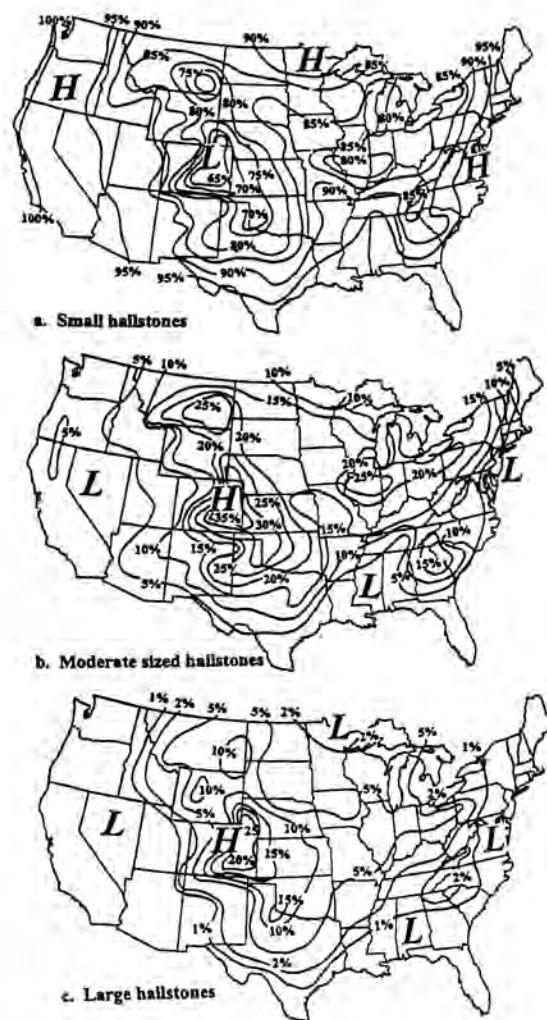 100% 95% 90% 90% H 95%
85% 85% 85% 90%
H 75%
80% 80% 85% 80%
L 85%
80%
65% 75% H
70% 90% 85%
70%
100% 80%
95% 95% 90%
a. Small hailstones
5% 10% 10% 5%
25% 15% 10% 15% 10%
5% 20% 20%
L 20% 20% L
H 25% 25%
35% 30% 15%
10% 15% 10% 10%
25% 20% 5% 15%
5% L
b. Moderate sized hailstones
1% 2% 5% 5% 2% L 5%
10% 2% 1%
10% 5% 2%
5%
L H 25 10% L
20% 15% 5%
15% 2%
1% 10% 1% L
2%
c. Large hailstones